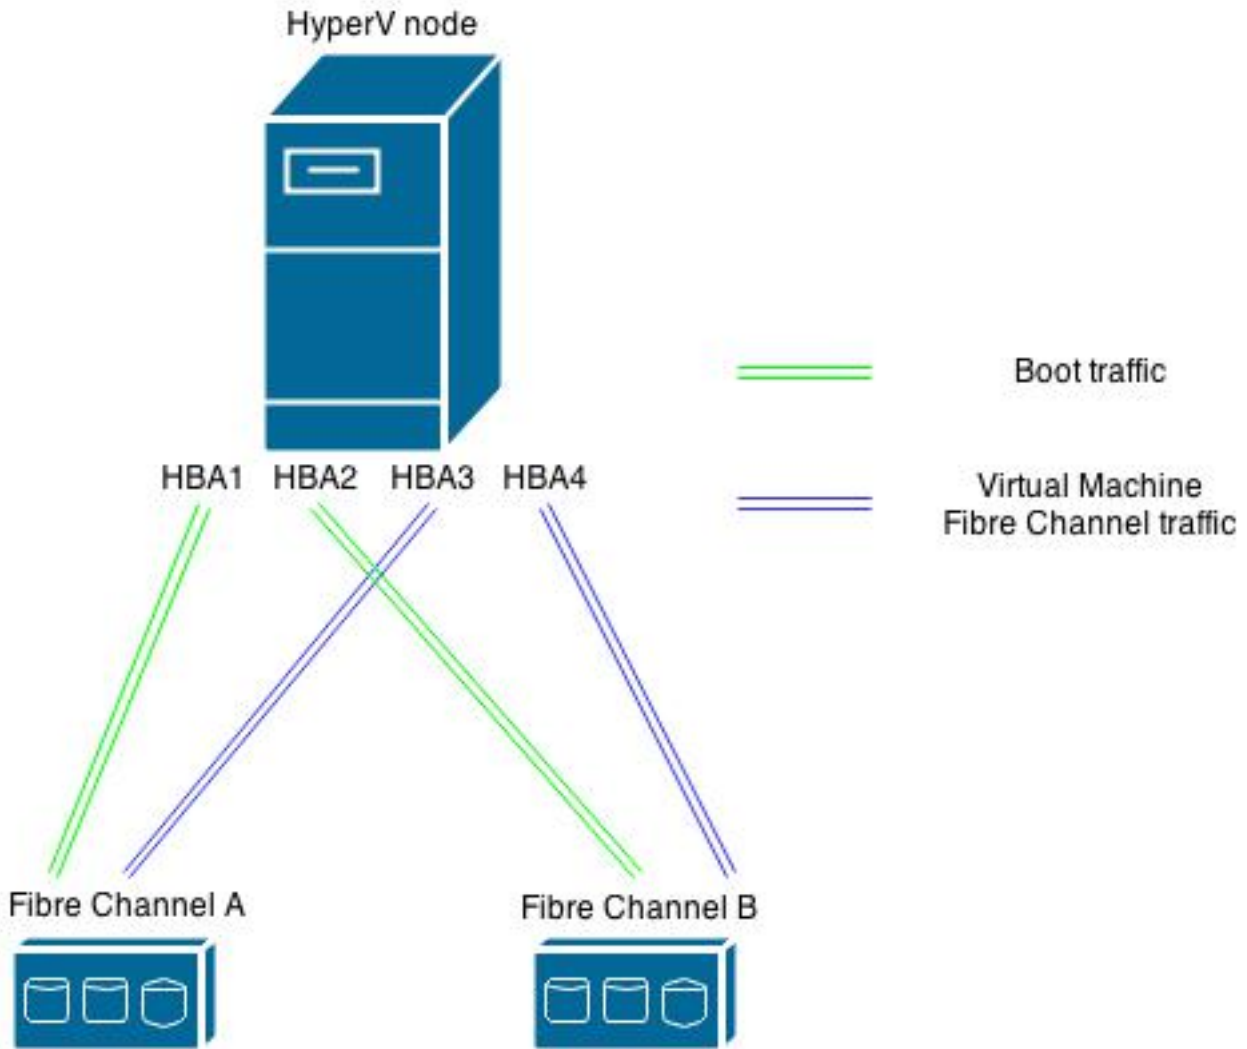 HyperV node
HBA1 HBA2 HBA3 HBA4
Boot traffic
Virtual Machine
Fibre Channel traffic
Fibre Channel A
Fibre Channel B